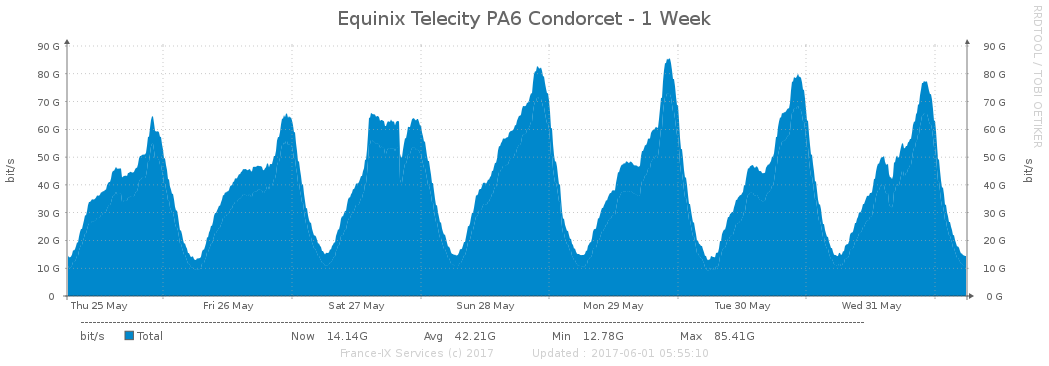 Equinix Telecity PA6 Condorcet - 1 Week
RRDTOOL / TOBI OETIKER
90 G 90 G
80 G 80 G
70 G 70 G
60 G 60 G
50 G 50 G
40 G 40 G
30 G 30 G
20 G 20 G
10 G 10 G
0 0 G
bit/s bit/s
Thu 25 May Fri 26 May Sat 27 May Sun 28 May Mon 29 May Tue 30 May Wed 31 May
bit/s Total Now 14.14G Avg 42.21G Min 12.78G Max 85.41G
France-IX Services (c) 2017 Updated : 2017-06-01 05:55:10